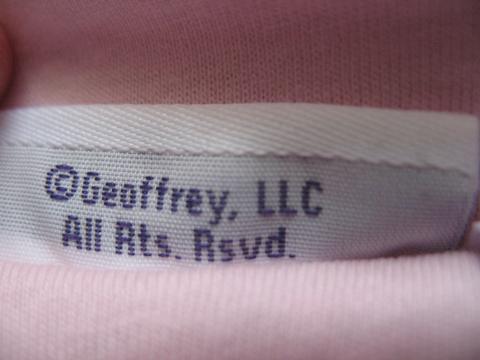 ©Geoffrey, LLC
All Rts. Rsvd.